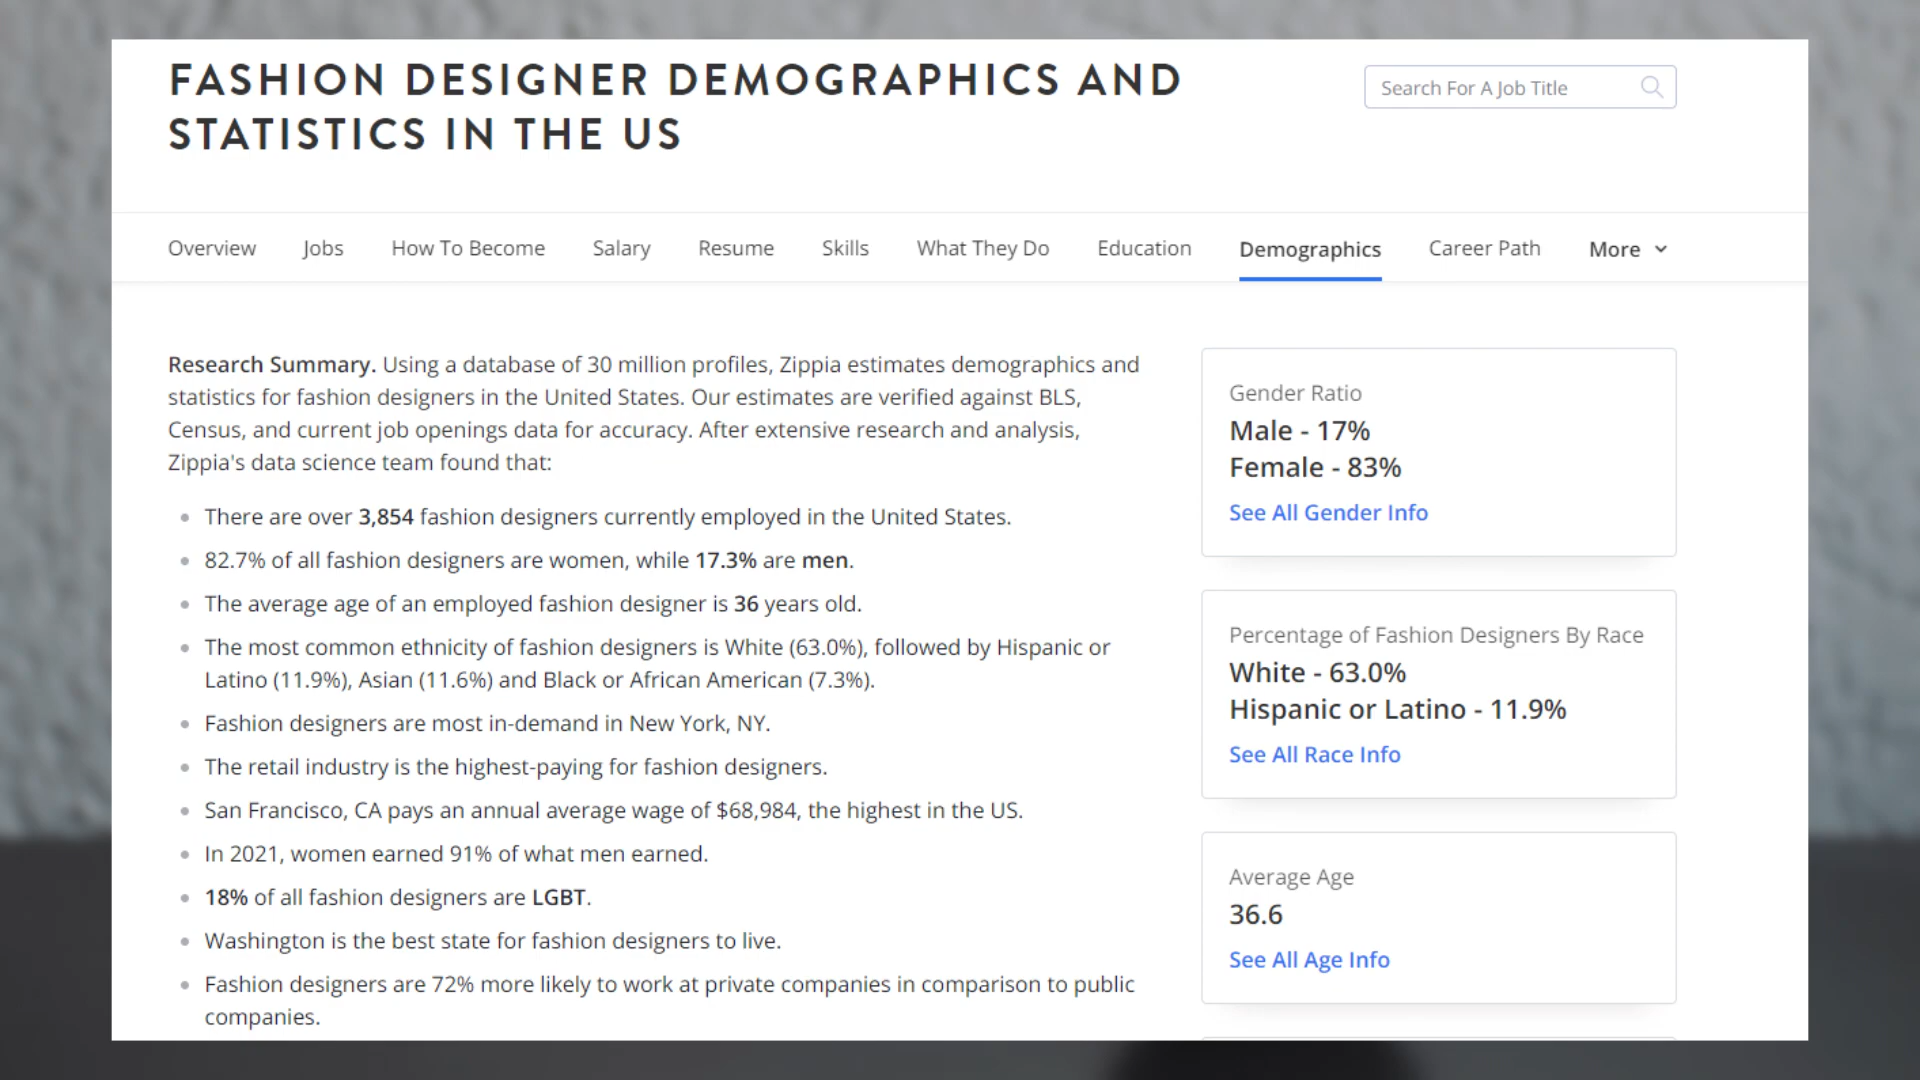 FASHION DESIGNER DEMOGRAPHICS AND
STATISTICS IN THE US
Search For A Job Title
Overview Jobs How To Become Salary Resume Skills What They Do Education Demographics Career Path More
Research Summary. Using a database of 30 million profiles, Zippia estimates demographics and
statistics for fashion designers in the United States. Our estimates are verified against BLS,
Census, and current job openings data for accuracy. After extensive research and analysis,
Zippia's data science team found that:
There are over 3,854 fashion designers currently employed in the United States.
82.7% of all fashion designers are women, while 17.3% are men.
The average age of an employed fashion designer is 36 years old.
The most common ethnicity of fashion designers is White (63.0%), followed by Hispanic or
Latino (11.9%), Asian (11.6%) and Black or African American (7.3%).
Fashion designers are most in-demand in New York, NY.
The retail industry is the highest-paying for fashion designers.
San Francisco, CA pays an annual average wage of $68,984, the highest in the US.
In 2021, women earned 91% of what men earned.
18% of all fashion designers are LGBT.
Washington is the best state for fashion designers to live.
Fashion designers are 72% more likely to work at private companies in comparison to public
companies.
Gender Ratio
Male - 17%
Female - 83%
See All Gender Info
Percentage of Fashion Designers By Race
White - 63.0%
Hispanic or Latino - 11.9%
See All Race Info
Average Age
36.6
See All Age Info